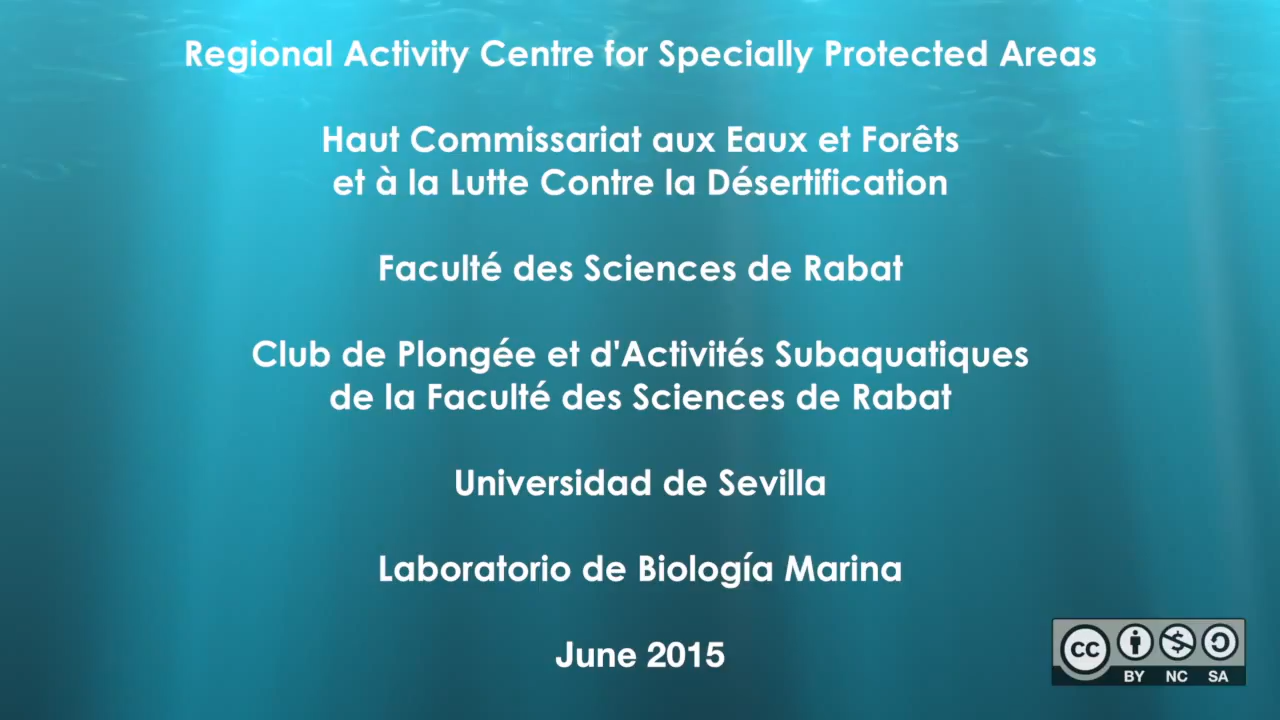 Regional Activity Centre for Specially Protected Areas
Haut Commissariat aux Eaux et Forêts
et à la Lutte Contre la Désertification
Faculté des Sciences de Rabat
Club de Plongée et d'Activités Subaquatiques
de la Faculté des Sciences de Rabat
Universidad de Sevilla
Laboratorio de Biología Marina
June 2015
cc
BY NC SA